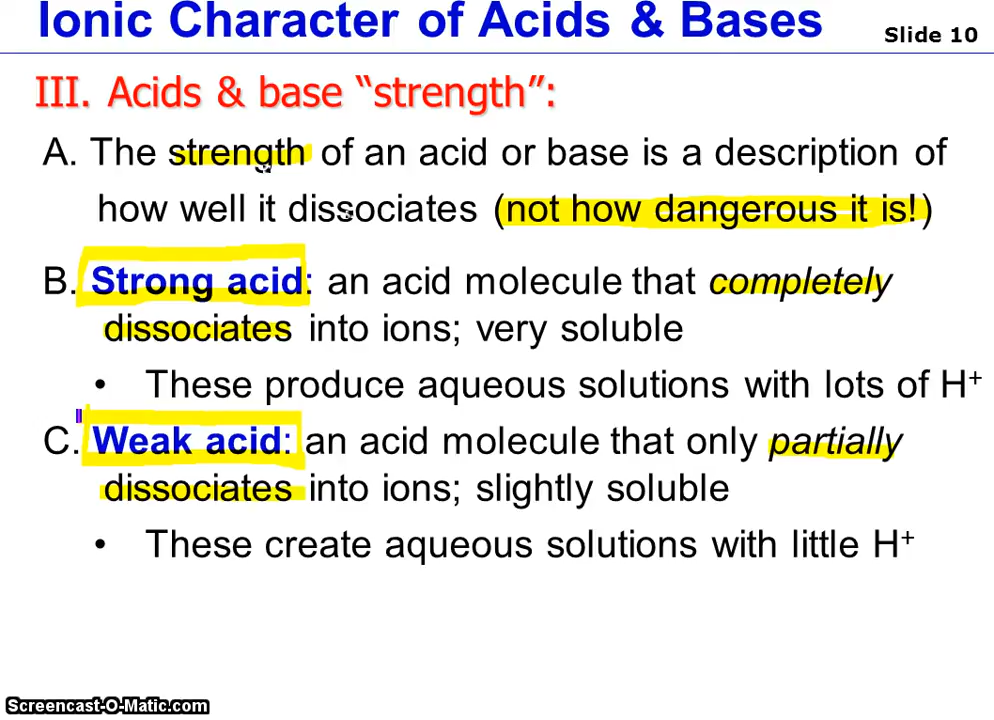 Ionic Character of Acids & Bases
Slide 10
III. Acids & base “strength”:
A. The strength of an acid or base is a description of
how well it dissociates (not how dangerous it is!)
B. Strong acid: an acid molecule that completely
dissociates into ions; very soluble
• These produce aqueous solutions with lots of H⁺
C. Weak acid: an acid molecule that only partially
dissociates into ions; slightly soluble
• These create aqueous solutions with little H⁺
Screencast-O-Matic.com